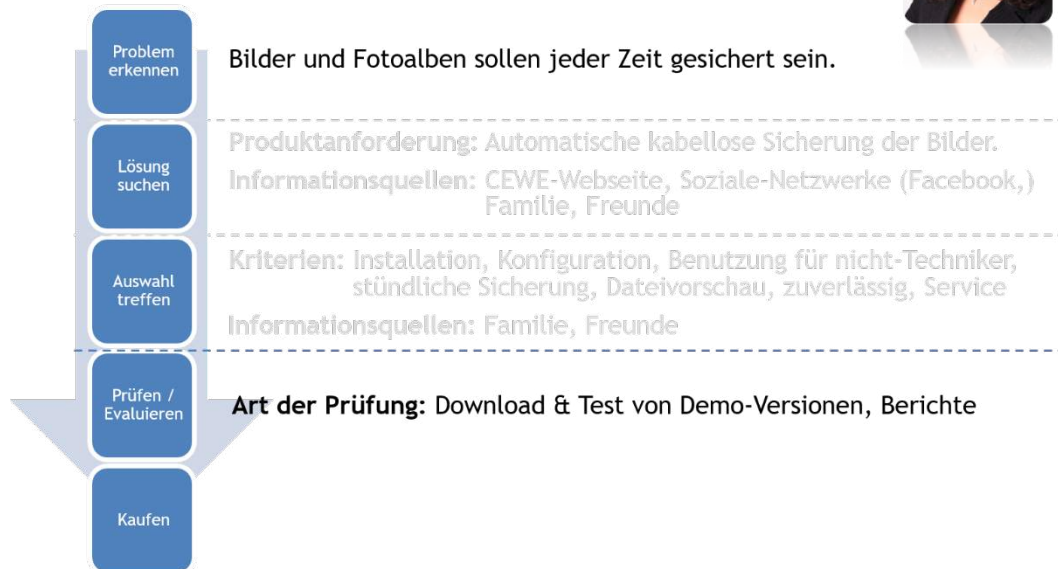 Problem
erkennen
Bilder und Fotoalben sollen jeder Zeit gesichert sein.
Lösung
suchen
Produktanforderung: Automatische kabellose Sicherung der Bilder.
Informationsquellen: CEWE-Webseite, Soziale-Netzwerke (Facebook,)
Familie, Freunde
Auswahl
treffen
Kriterien: Installation, Konfiguration, Benutzung für nicht-Techniker,
stündliche Sicherung, Dateivorschau, zuverlässig, Service
Informationsquellen: Familie, Freunde
Prüfen /
Evaluieren
Art der Prüfung: Download & Test von Demo-Versionen, Berichte
Kaufen